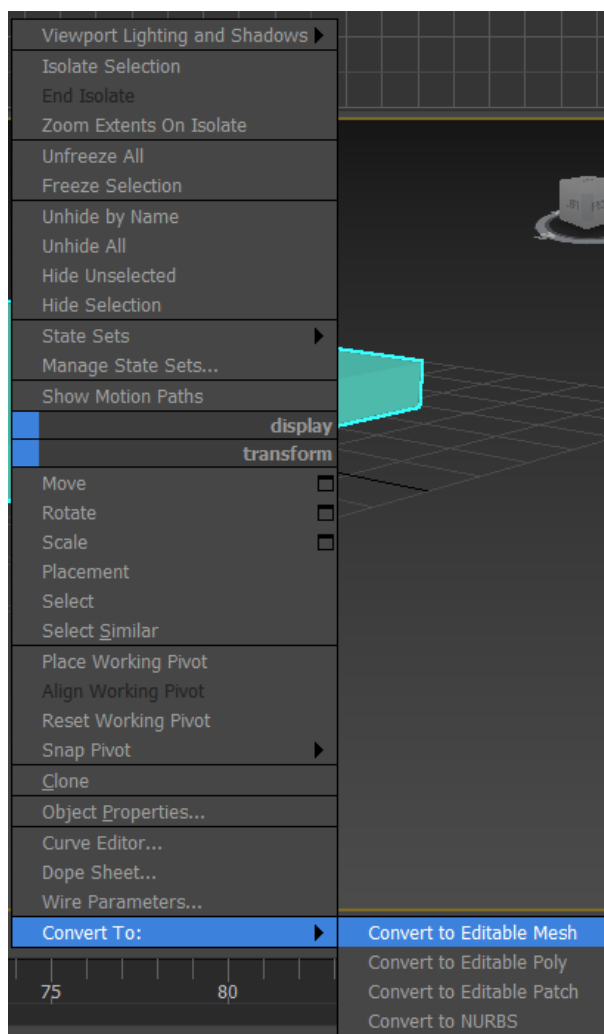 Viewport Lighting and Shadows
Isolate Selection
End Isolate
Zoom Extents On Isolate
Unfreeze All
Freeze Selection
Unhide by Name
Unhide All
Hide Unselected
Hide Selection
State Sets
Manage State Sets...
Show Motion Paths
display
transform
Move
Rotate
Scale
Placement
Select
Select Similar
Place Working Pivot
Align Working Pivot
Reset Working Pivot
Snap Pivot
Clone
Object Properties...
Curve Editor...
Dope Sheet...
Wire Parameters...
Convert To:
Convert to Editable Mesh
Convert to Editable Poly
Convert to Editable Patch
Convert to NURBS
75 80